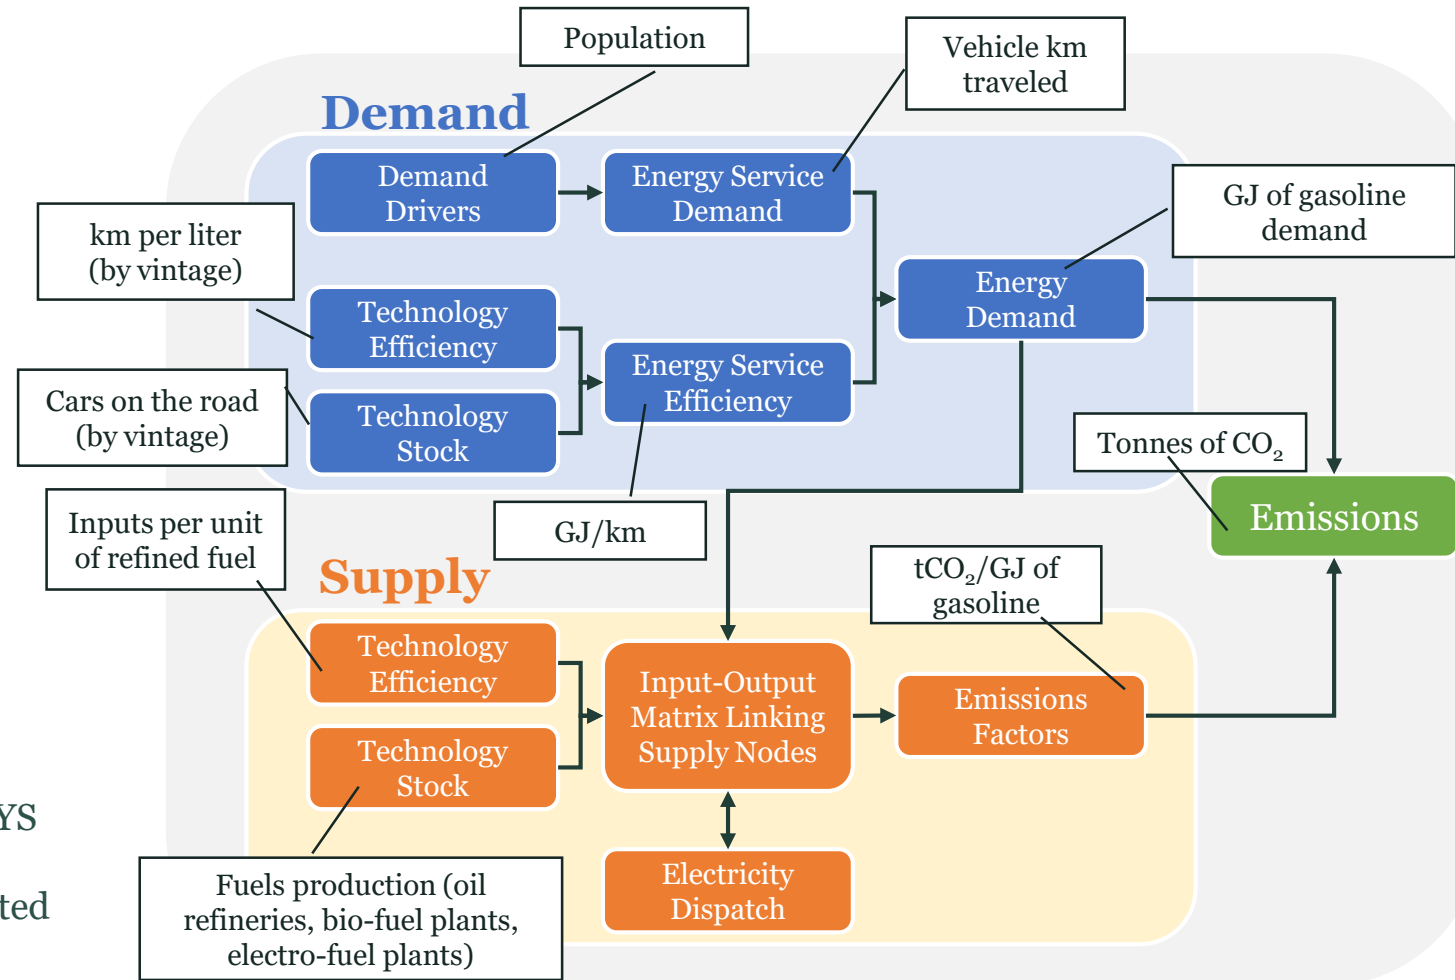 Population
Vehicle km
traveled
Demand
Demand
Drivers
Energy Service
Demand
GJ of gasoline
demand
km per liter
(by vintage)
Technology
Efficiency
Energy
Demand
Energy Service
Efficiency
Cars on the road
(by vintage)
Technology
Stock
Tonnes of CO₂
Emissions
Inputs per unit
of refined fuel
GJ/km
Supply
tCO₂/GJ of
gasoline
Technology
Efficiency
Input-Output
Matrix Linking
Supply Nodes
Emissions
Factors
Technology
Stock
YS
ted
Electricity
Dispatch
Fuels production (oil
refineries, bio-fuel plants,
electro-fuel plants)